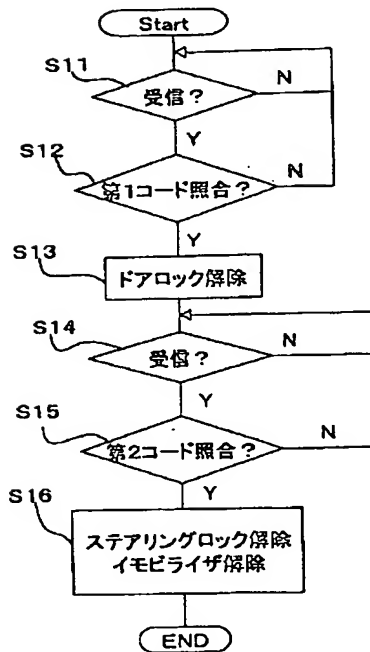 Start
S11
受信？
N
Y
S12
第1コード照合？
N
Y
S13
ドアロック解除
S14
受信？
N
Y
S15
第2コード照合？
N
Y
S16
ステアリングロック解除
イモビライザ解除
END